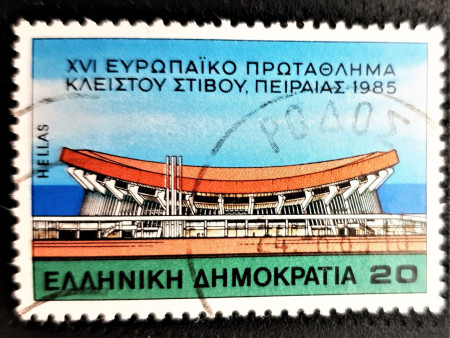 XVI ΕΥΡΩΠΑΪΚΟ ΠΡΩΤΑΘΛΗΜΑ
ΚΛΕΙΣΤΟΥ ΣΤΙΒΟΥ, ΠΕΙΡΑΙΑΣ 1985
HELLAS
ΡΟΔΟΣ
ΕΛΛΗΝΙΚΗ ΔΗΜΟΚΡΑΤΙΑ 20